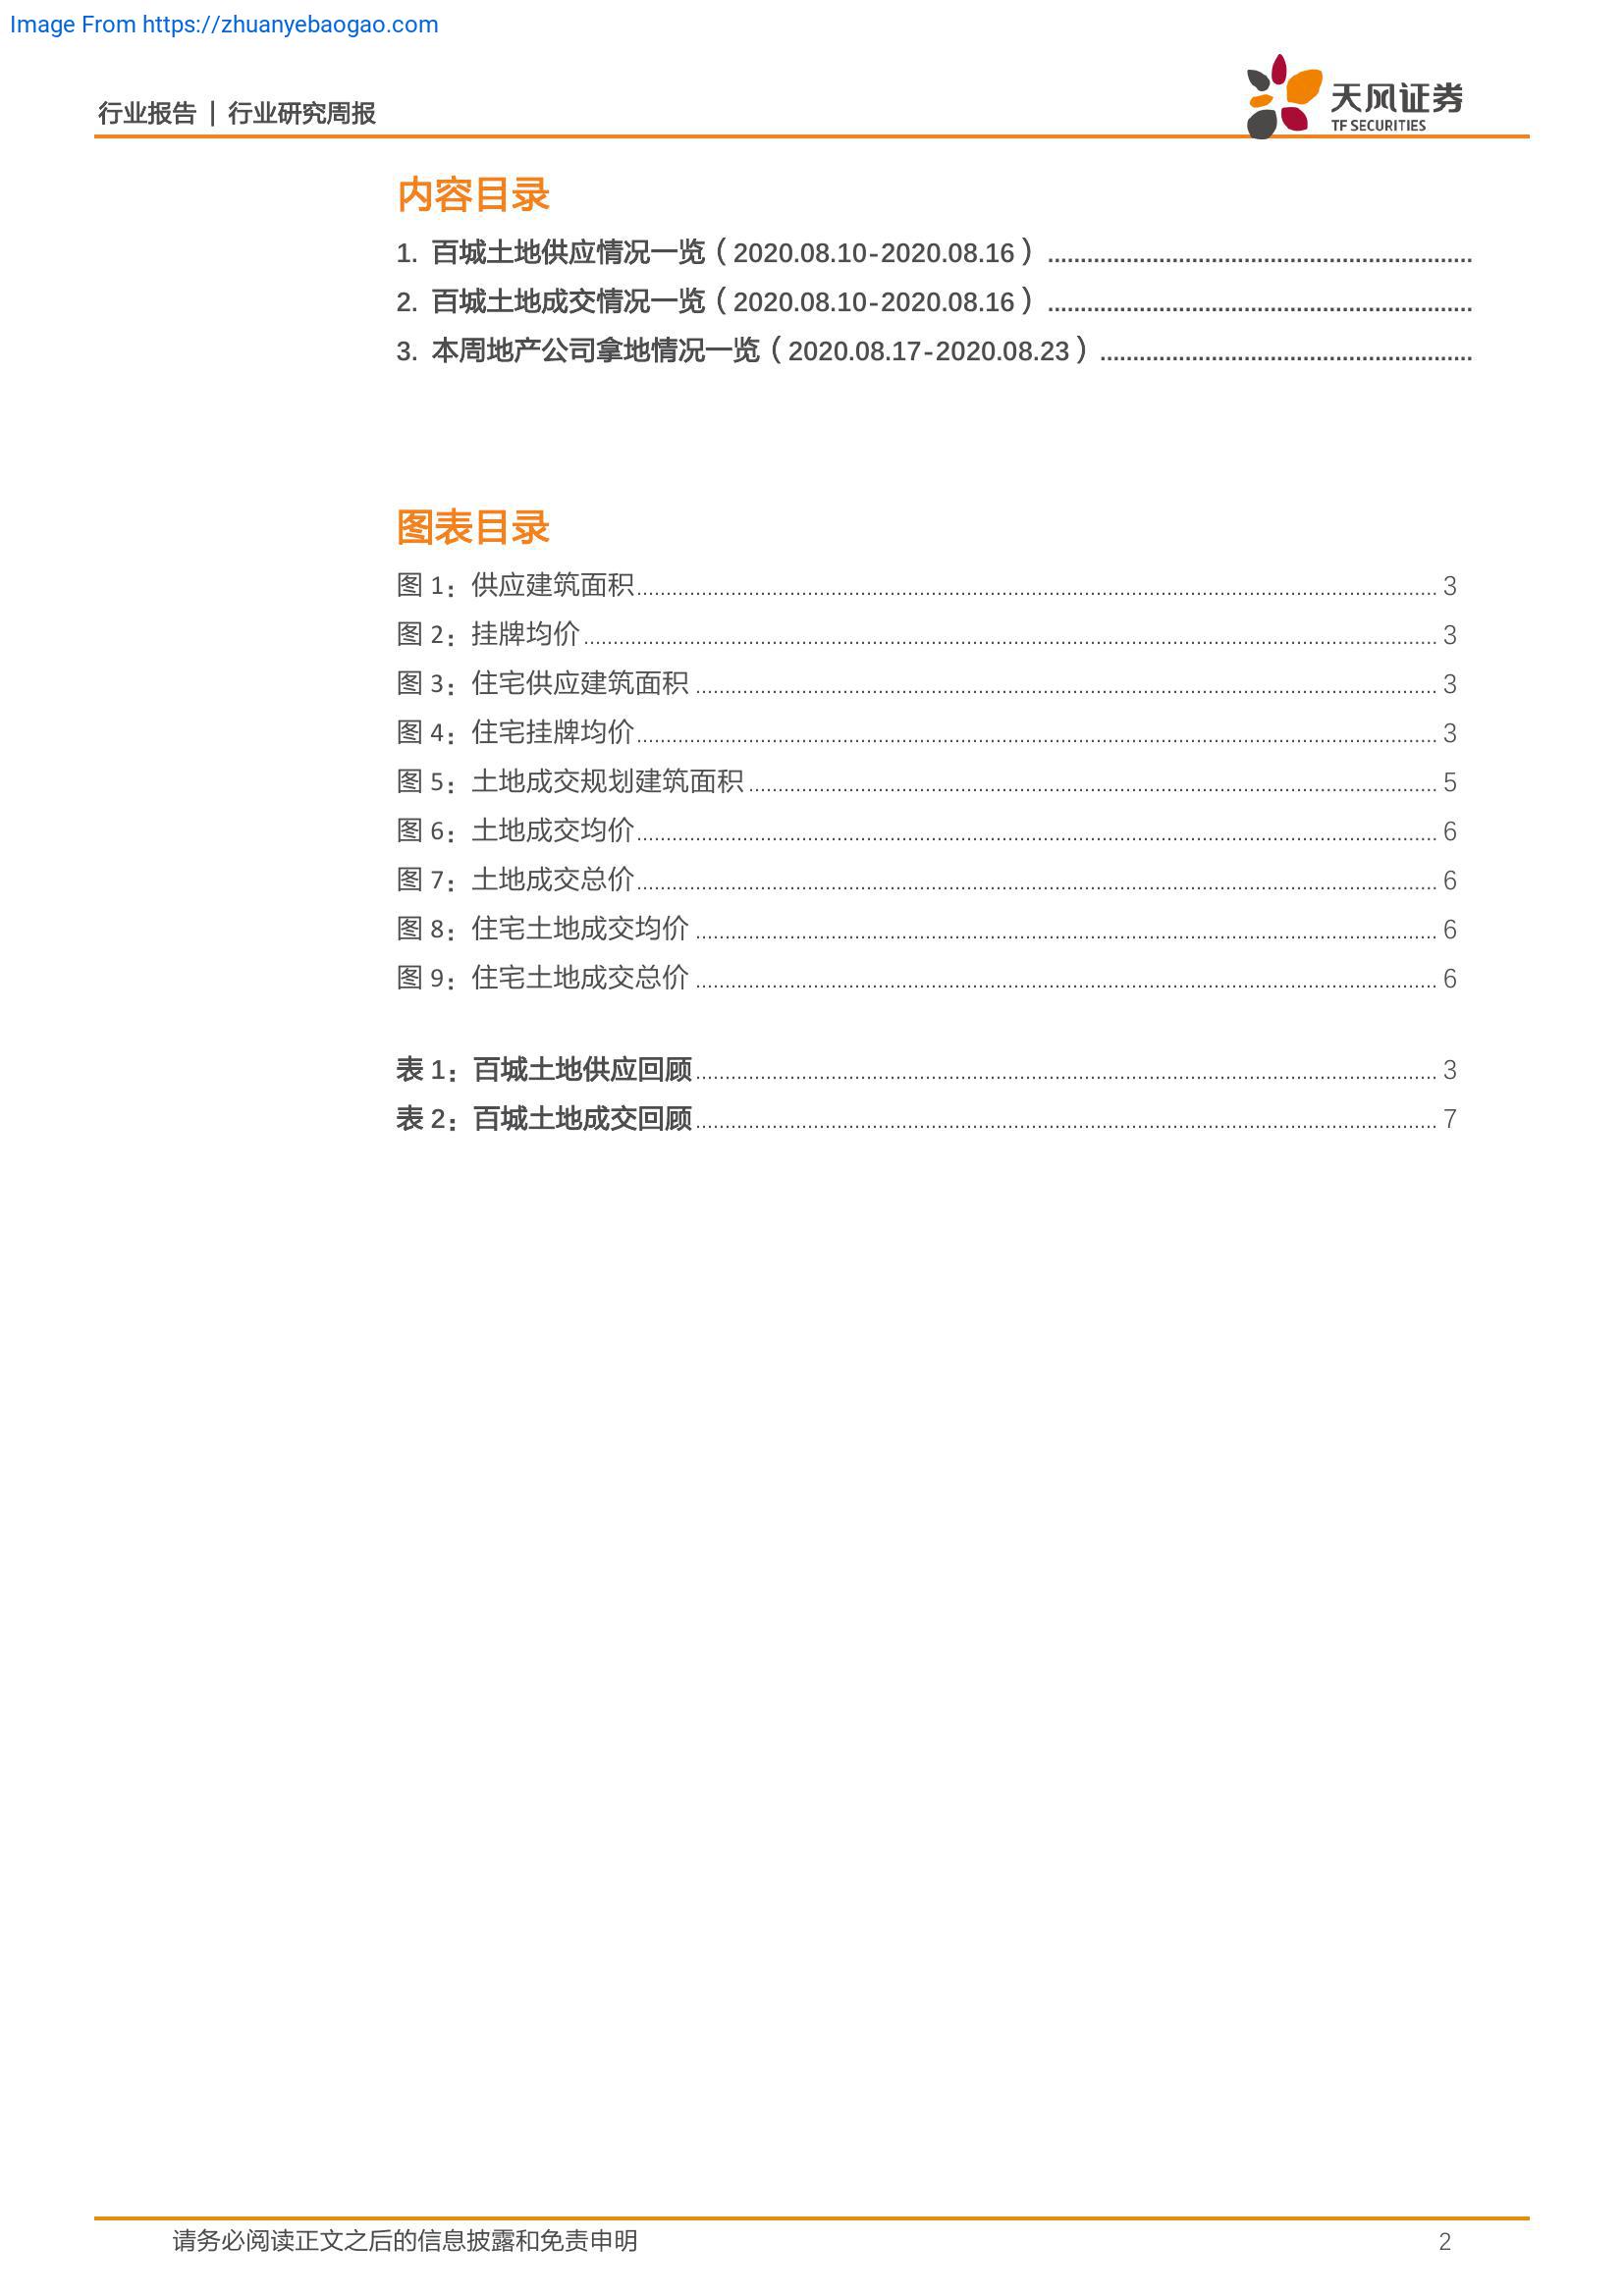 Image From https://zhuanyebaogao.com
行业报告 | 行业研究周报
天风证券
TF SECURITIES
内容目录
1. 百城土地供应情况一览（2020.08.10-2020.08.16）................................................................
2. 百城土地成交情况一览（2020.08.10-2020.08.16）................................................................
3. 本周地产公司拿地情况一览（2020.08.17-2020.08.23）........................................................
图表目录
图 1：供应建筑面积................................................................ 3
图 2：挂牌均价................................................................ 3
图 3：住宅供应建筑面积................................................................ 3
图 4：住宅挂牌均价................................................................ 3
图 5：土地成交规划建筑面积................................................................ 5
图 6：土地成交均价................................................................ 6
图 7：土地成交总价................................................................ 6
图 8：住宅土地成交均价................................................................ 6
图 9：住宅土地成交总价................................................................ 6
表 1：百城土地供应回顾................................................................ 3
表 2：百城土地成交回顾................................................................ 7
请务必阅读正文之后的信息披露和免责申明 2